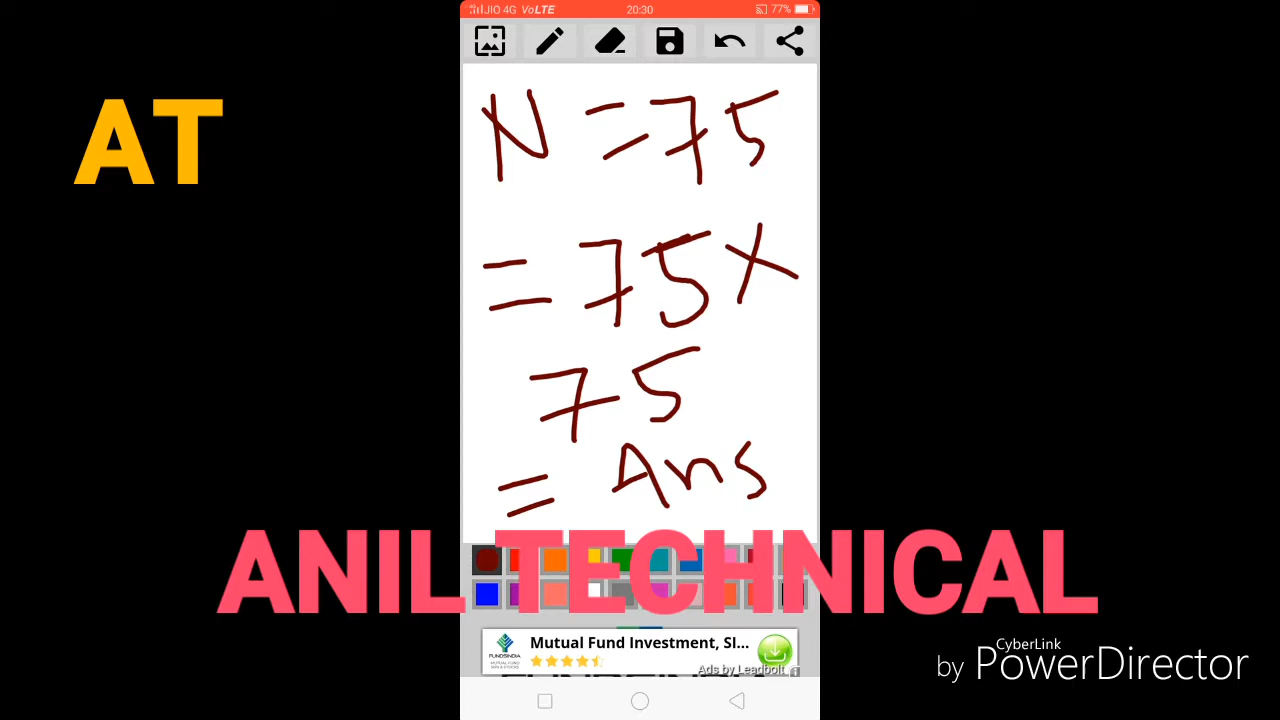 JIO 4G VoLTE 20:30 77%
AT
N = 75
= 75 X
75
= Ans
ANIL TECHNICAL
Mutual Fund Investment, SI...
FUNDSINDIA
Ads by Leadbolt
CyberLink
by PowerDirector